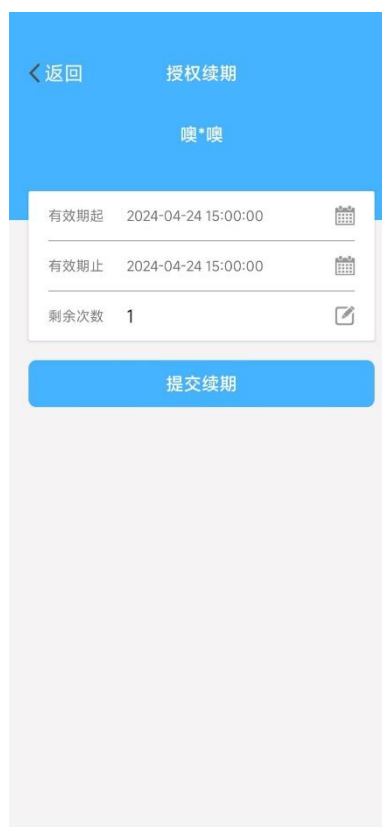 返回 授权续期
噢*噢
有效期起 2024-04-24 15:00:00
有效期止 2024-04-24 15:00:00
剩余次数 1
提交续期